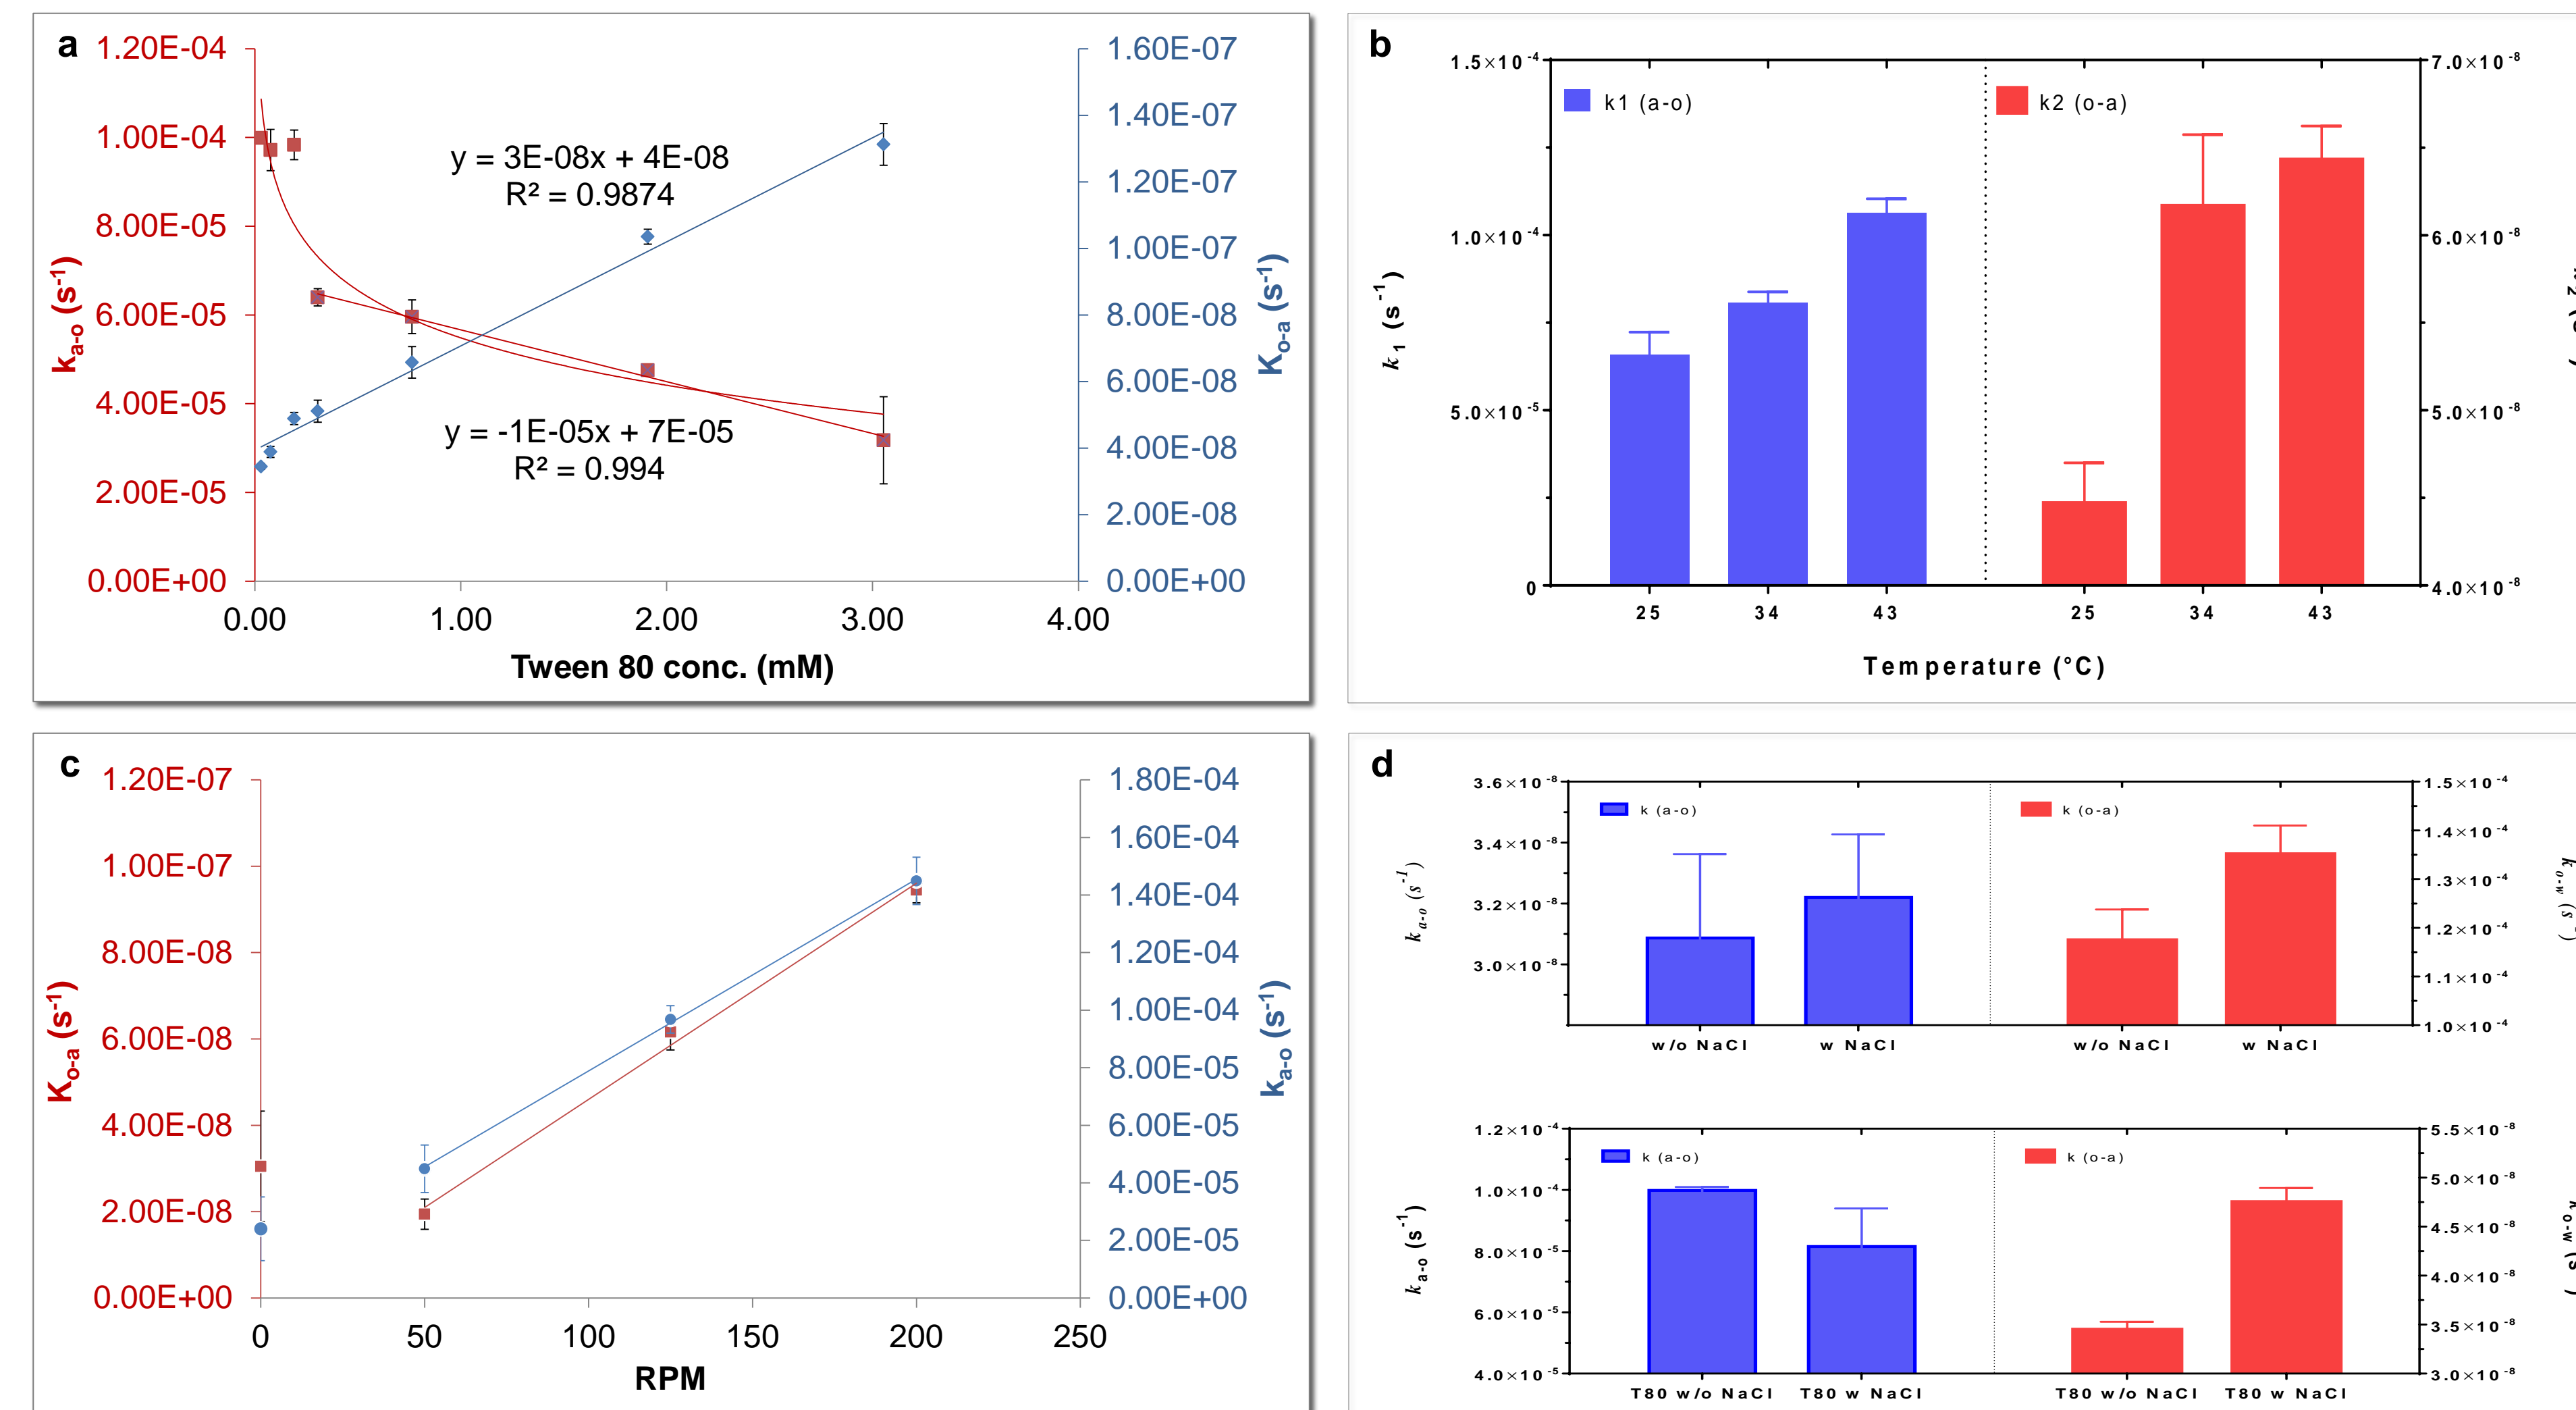 a
1.20E-04
1.00E-04
8.00E-05
6.00E-05
4.00E-05
2.00E-05
0.00E+00
k a-o (s-1)
y = 3E-08x + 4E-08
R² = 0.9874
y = -1E-05x + 7E-05
R² = 0.994
1.60E-07
1.40E-07
1.20E-07
1.00E-07
8.00E-08
6.00E-08
4.00E-08
2.00E-08
0.00E+00
K o-a (s-1)
0.00 1.00 2.00 3.00 4.00
Tween 80 conc. (mM)
b
1.5×10-4
1.0×10-4
5.0×10-5
0
k 1 (s-1)
k1 (a-o)
k2 (o-a)
7.0×10-8
6.0×10-8
5.0×10-8
4.0×10-8
25 34 43 25 34 43
Temperature (°C)
c
1.20E-07
1.00E-07
8.00E-08
6.00E-08
4.00E-08
2.00E-08
0.00E+00
K o-a (s-1)
1.80E-04
1.60E-04
1.40E-04
1.20E-04
1.00E-04
8.00E-05
6.00E-05
4.00E-05
2.00E-05
0.00E+00
k a-o (s-1)
0 50 100 150 200 250
RPM
d
3.6×10-8
3.4×10-8
3.2×10-8
3.0×10-8
k a-o (s-1)
k (a-o)
k (o-a)
1.5×10-4
1.4×10-4
1.3×10-4
1.2×10-4
1.1×10-4
1.0×10-4
w/o NaCl w NaCl w/o NaCl w NaCl
1.2×10-4
1.0×10-4
8.0×10-5
6.0×10-5
4.0×10-5
k a-o (s-1)
k (a-o)
k (o-a)
5.5×10-8
5.0×10-8
4.5×10-8
4.0×10-8
3.5×10-8
3.0×10-8
T80 w/o NaCl T80 w NaCl T80 w/o NaCl T80 w NaCl